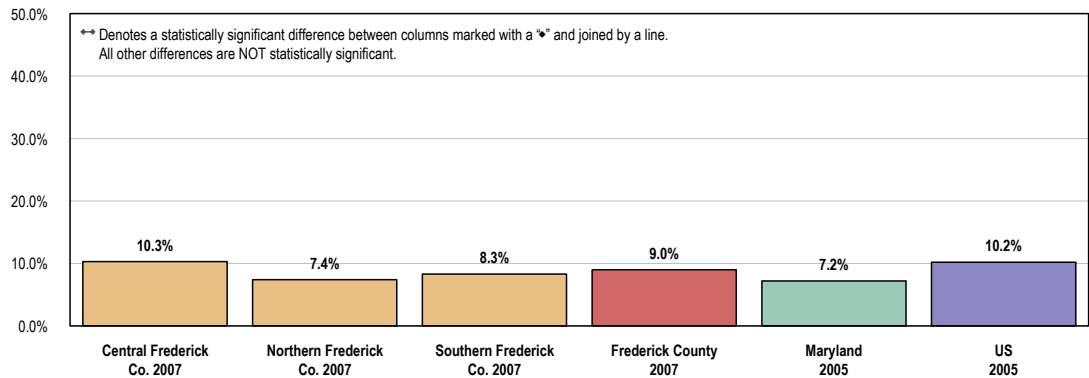 50.0%
Denotes a statistically significant difference between columns marked with a "◆" and joined by a line.
All other differences are NOT statistically significant.
40.0%
30.0%
20.0%
10.0%
0.0%
10.3%
7.4%
8.3%
9.0%
7.2%
10.2%
Central Frederick
Co. 2007
Northern Frederick
Co. 2007
Southern Frederick
Co. 2007
Frederick County
2007
Maryland
2005
US
2005